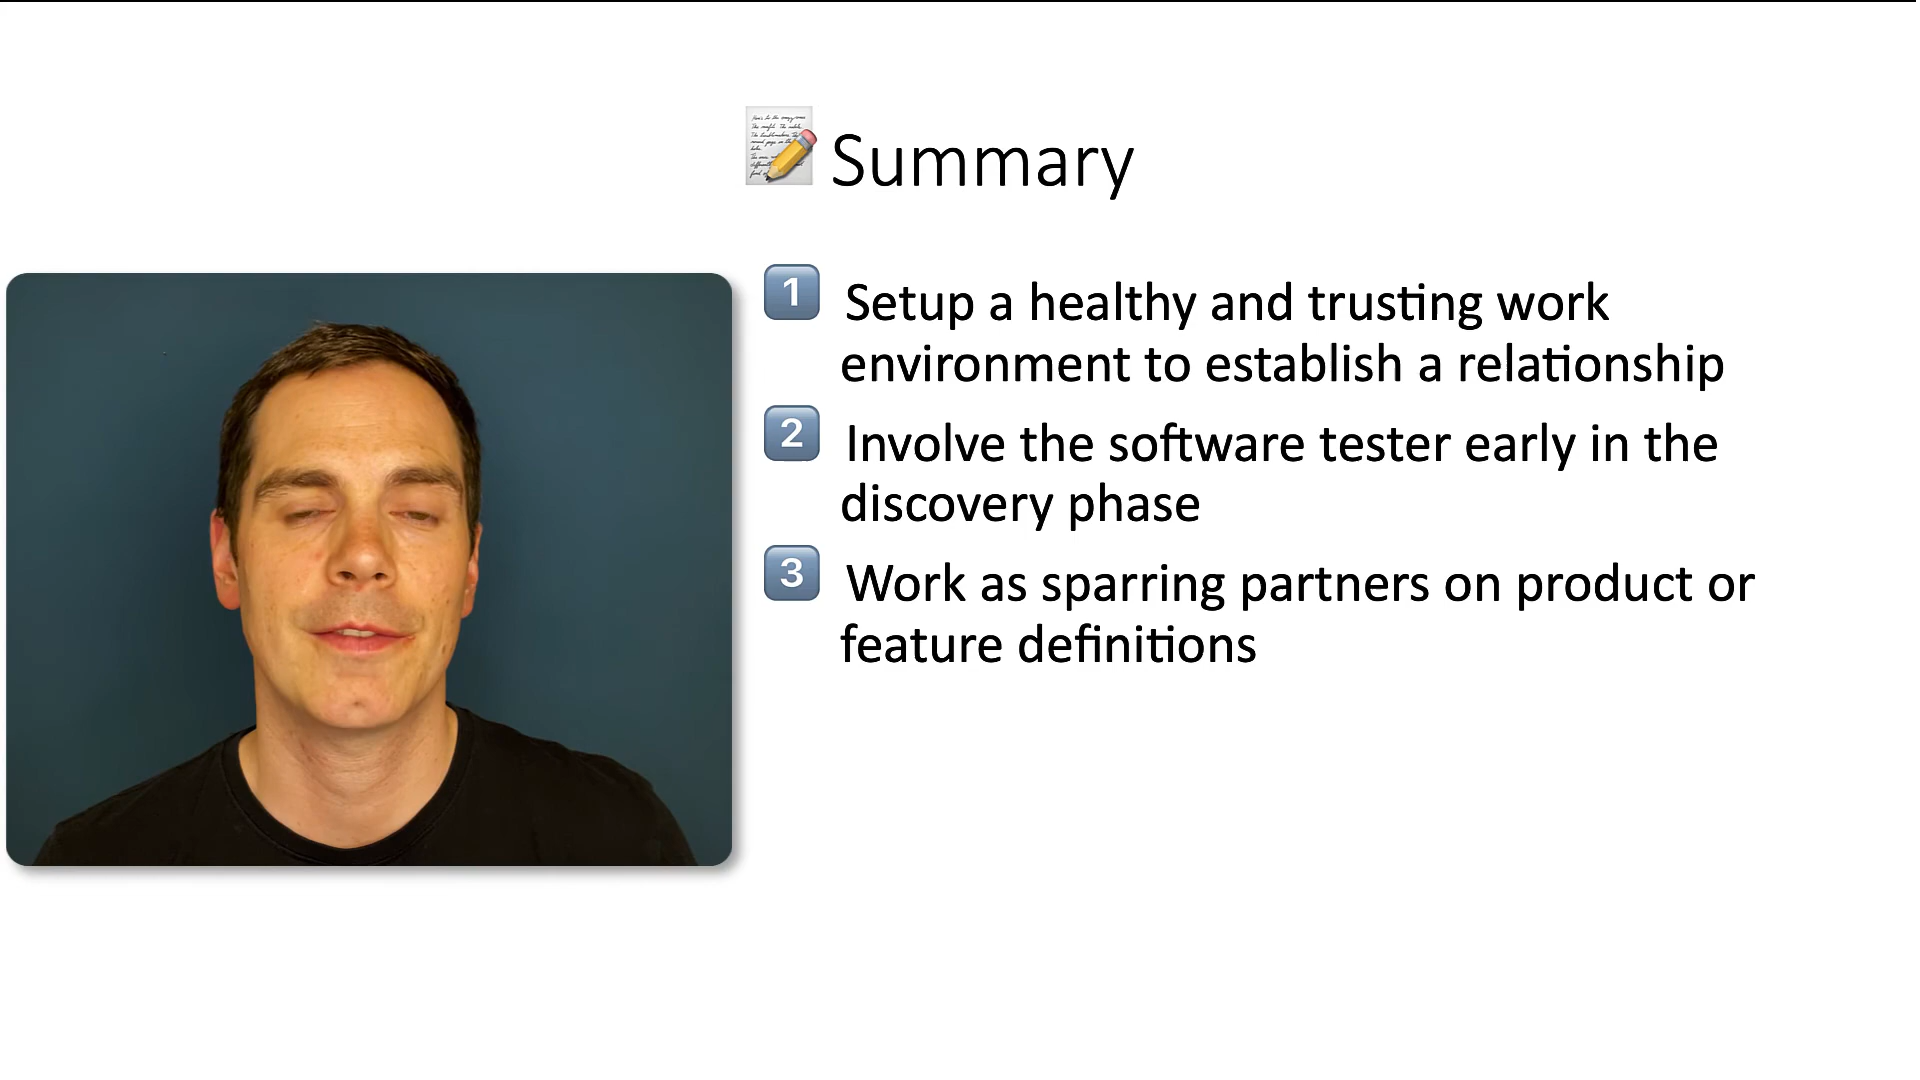 Summary
1 Setup a healthy and trusting work
environment to establish a relationship
2 Involve the software tester early in the
discovery phase
3 Work as sparring partners on product or
feature definitions